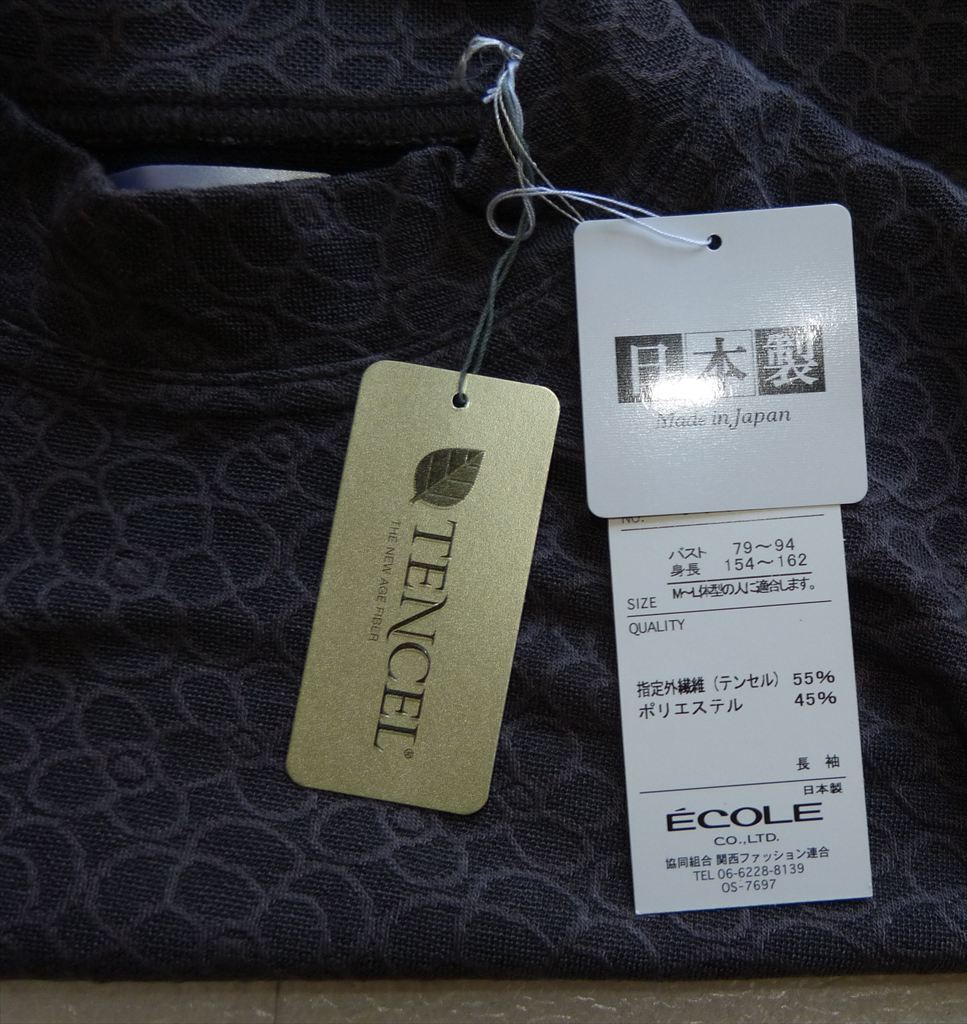 TENCEL®
THE NEW AGE FIBER
日本製
Made in Japan
NO.
バスト 79～94
身長 154～162
SIZE M～L体型の人に適合します。
QUALITY
指定外繊維（テンセル） 55%
ポリエステル 45%
長袖
日本製
ÉCOLE
CO.,LTD.
協同組合 関西ファッション連合
TEL 06-6228-8139
OS-7697